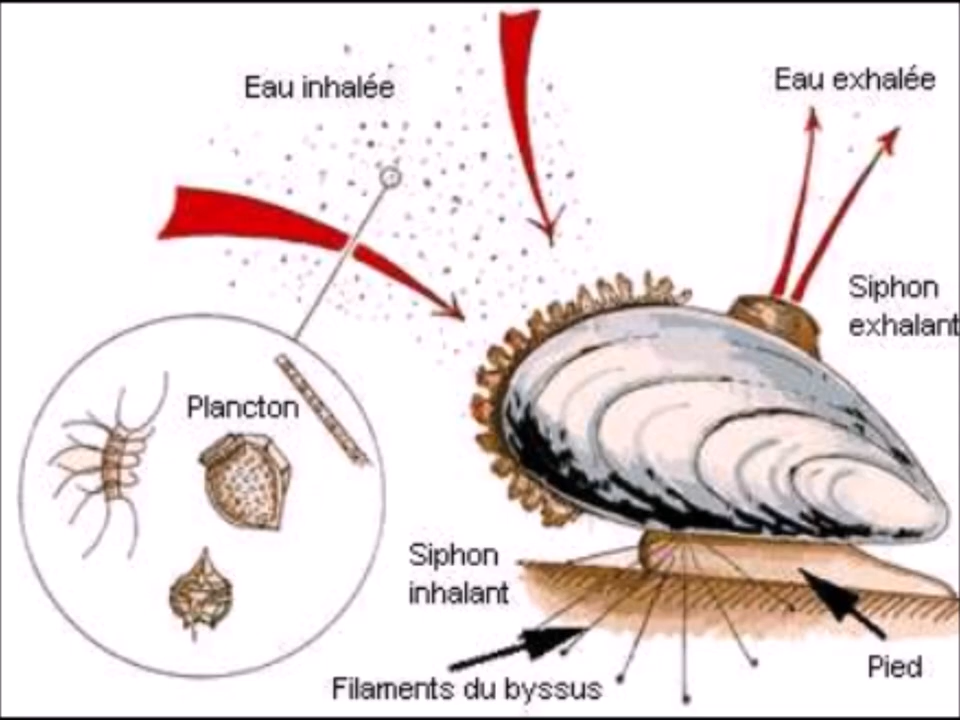 Eau inhalée
Eau exhalée
Siphon
exhalant
Plancton
Siphon
inhalant
Pied
Filaments du byssus